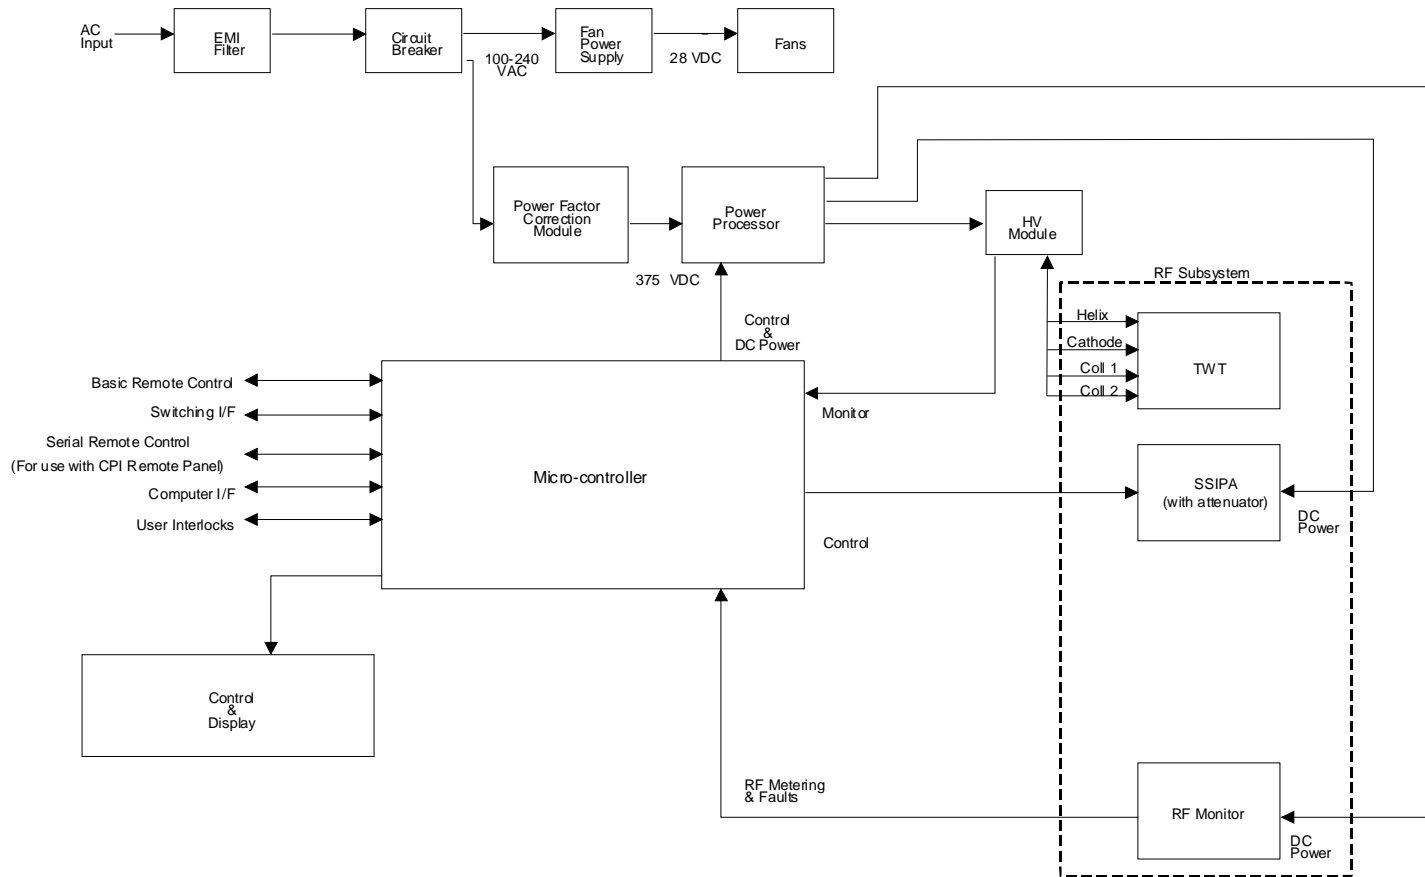 AC
Input
EMI
Filter
Circuit
Breaker
100-240
VAC
Fan
Power
Supply
28 VDC
Fans
Power Factor
Correction
Module
375 VDC
Power
Processor
HV
Module
RF Subsystem
Helix
Cathode
Coll 1
Coll 2
TWT
Control
&
DC Power
Monitor
Basic Remote Control
Switching I/F
Serial Remote Control
(For use with CPI Remote Panel)
Computer I/F
User Interlocks
Micro-controller
SSIPA
(with attenuator)
DC
Power
Control
Control
&
Display
RF Metering
& Faults
RF Monitor
DC
Power